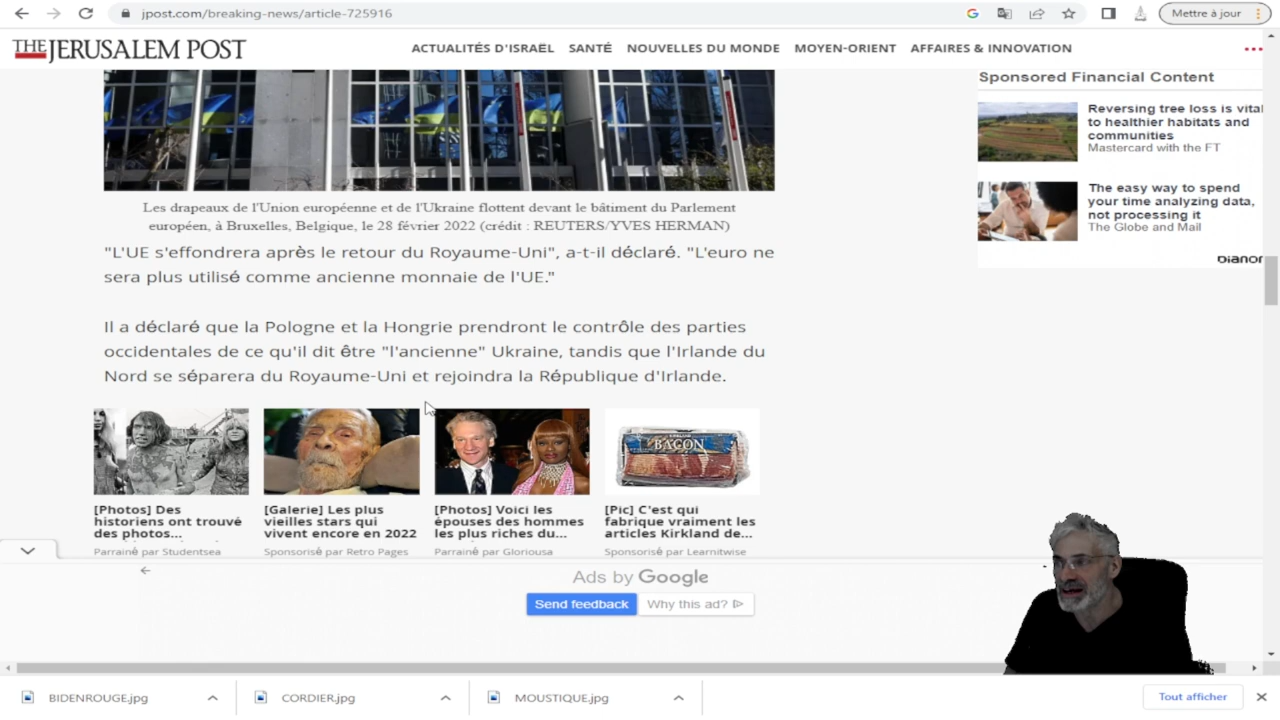 jpost.com/breaking-news/article-725916
Mettre à jour
THE JERUSALEM POST
ACTUALITÉS D'ISRAËL SANTÉ NOUVELLES DU MONDE MOYEN-ORIENT AFFAIRES & INNOVATION
Les drapeaux de l'Union européenne et de l'Ukraine flottent devant le bâtiment du Parlement
européen, à Bruxelles, Belgique, le 28 février 2022 (crédit : REUTERS/YVES HERMAN)
"L'UE s'effondrera après le retour du Royaume-Uni", a-t-il déclaré. "L'euro ne
sera plus utilisé comme ancienne monnaie de l'UE."
Il a déclaré que la Pologne et la Hongrie prendront le contrôle des parties
occidentales de ce qu'il dit être "l'ancienne" Ukraine, tandis que l'Irlande du
Nord se séparera du Royaume-Uni et rejoindra la République d'Irlande.
Sponsored Financial Content
Reversing tree loss is vital
to healthier habitats and
communities
Mastercard with the FT
The easy way to spend
your time analyzing data,
not processing it
The Globe and Mail
BACON
[Photos] Des
historiens ont trouvé
des photos...
Parrainé par Studentsea
[Galerie] Les plus
vieilles stars qui
vivent encore en 2022
Sponsorisé par Retro Pages
[Photos] Voici les
épouses des hommes
les plus riches du...
Parrainé par Gloriousa
[Pic] C'est qui
fabrique vraiment les
articles Kirkland de...
Sponsorisé par Learnitwise
Ads by Google
Send feedback Why this ad?
BIDENROUGE.jpg CORDIER.jpg MOUSTIQUE.jpg Tout afficher